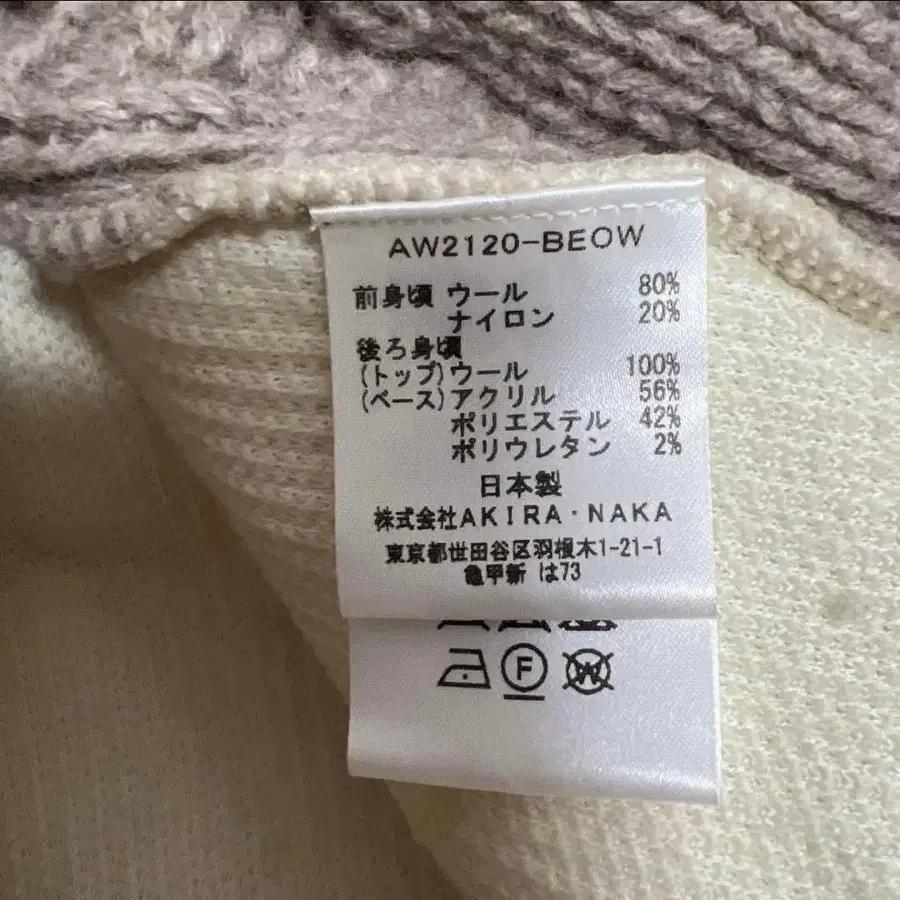 AW2120-BEOW
前身頃 ウール 80%
ナイロン 20%
後ろ身頃
(トップ)ウール 100%
(ベース)アクリル 56%
ポリエステル 42%
ポリウレタン 2%
日本製
株式会社AKIRA・NAKA
東京都世田谷区羽根木1-21-1
亀甲新 は73
F W